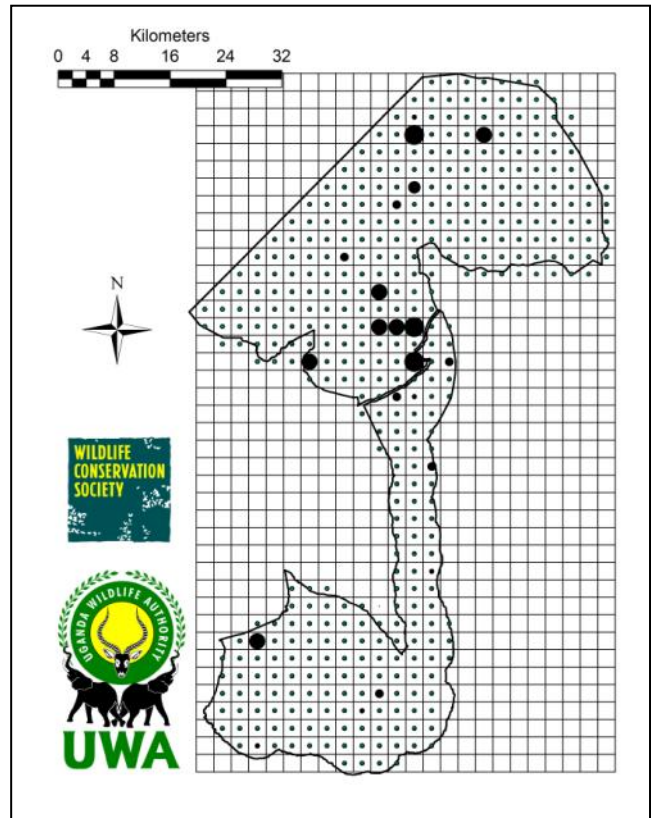 Kilometers
0 4 8 16 24 32
N
WILDLIFE
CONSERVATION
SOCIETY
UGANDA WILDLIFE AUTHORITY
UWA